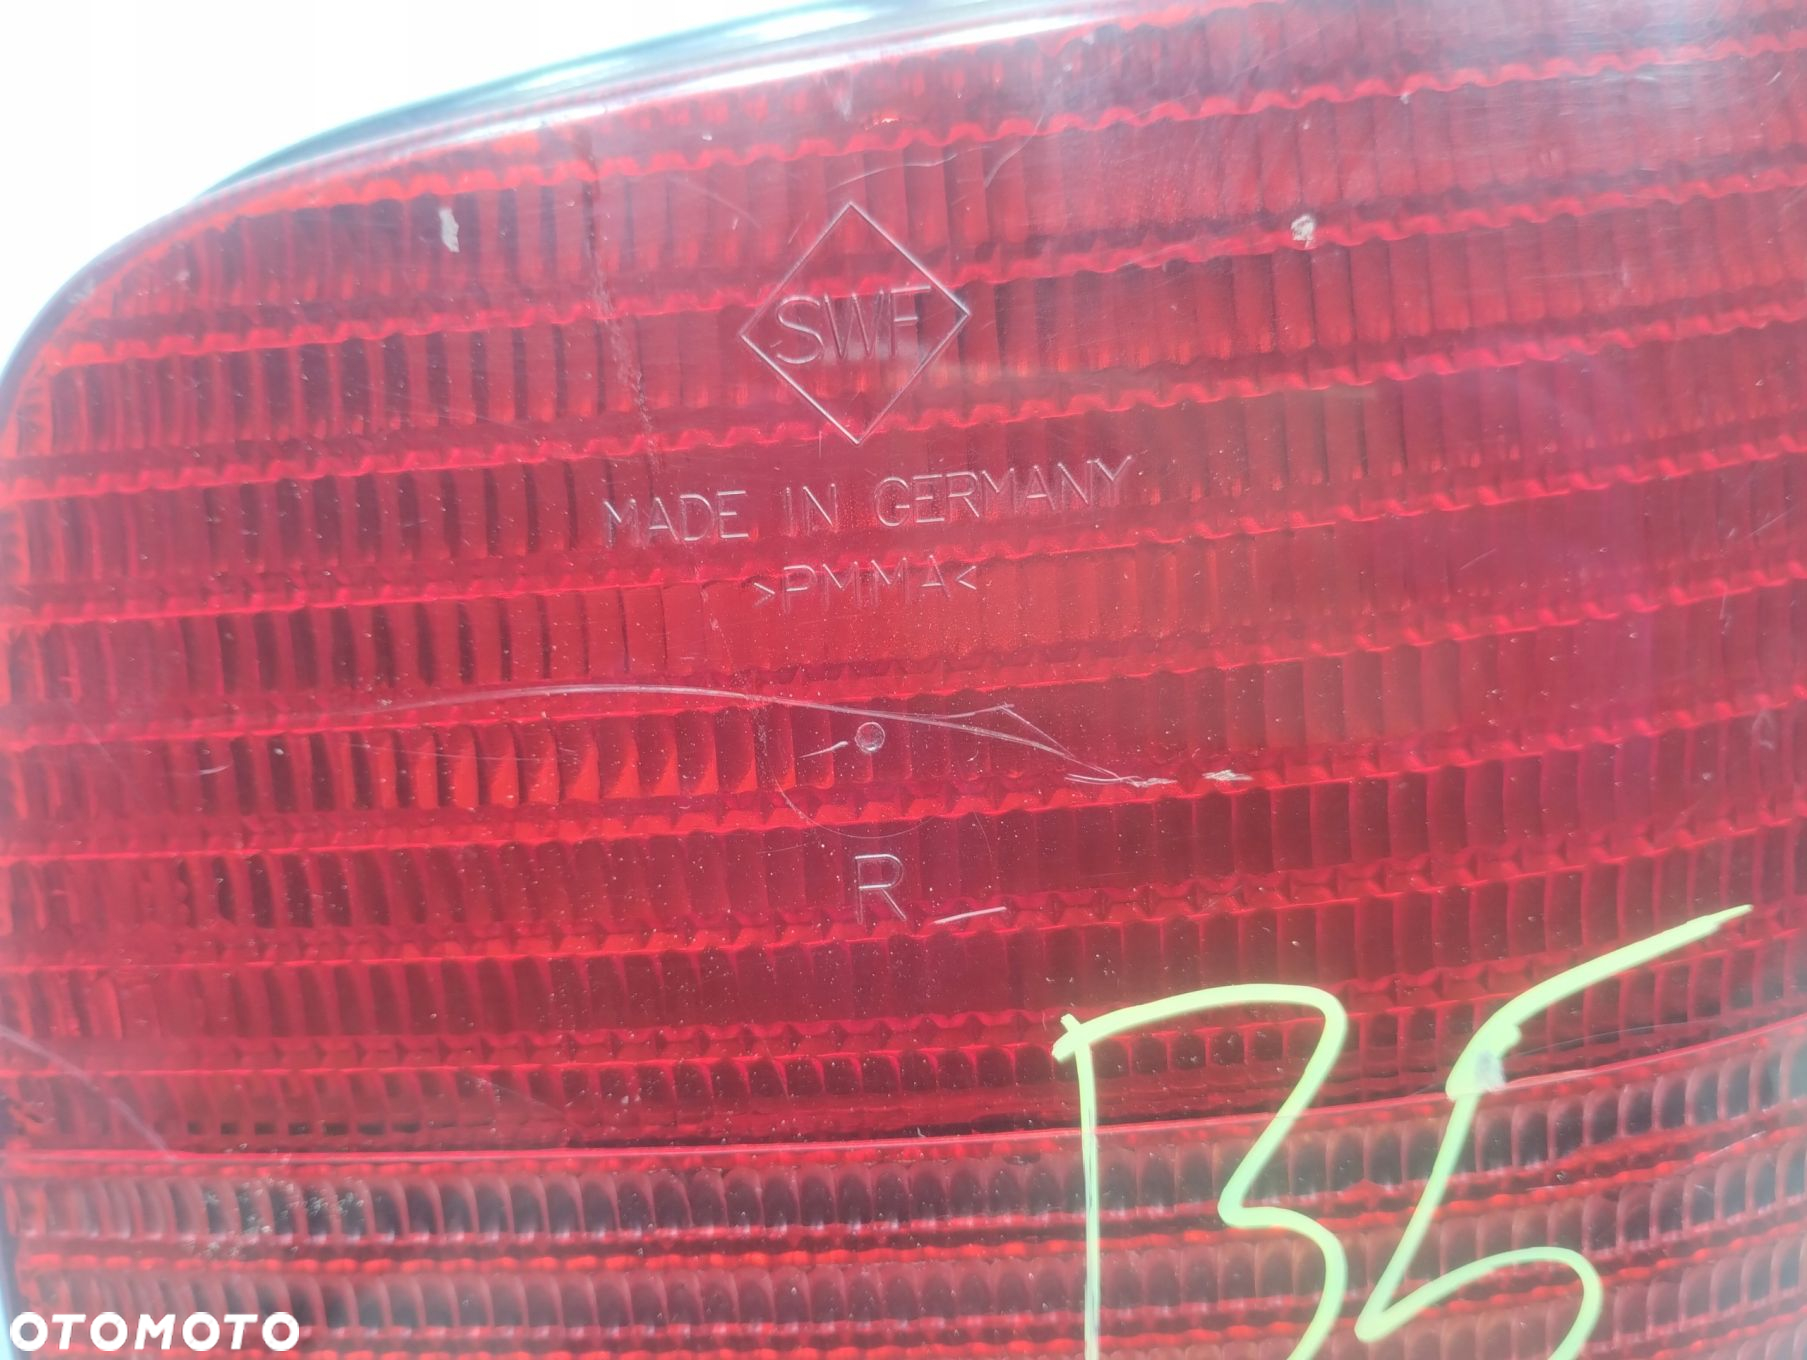 SWF
MADE IN GERMANY
>PMMA<
R
B5
OTOMOTO